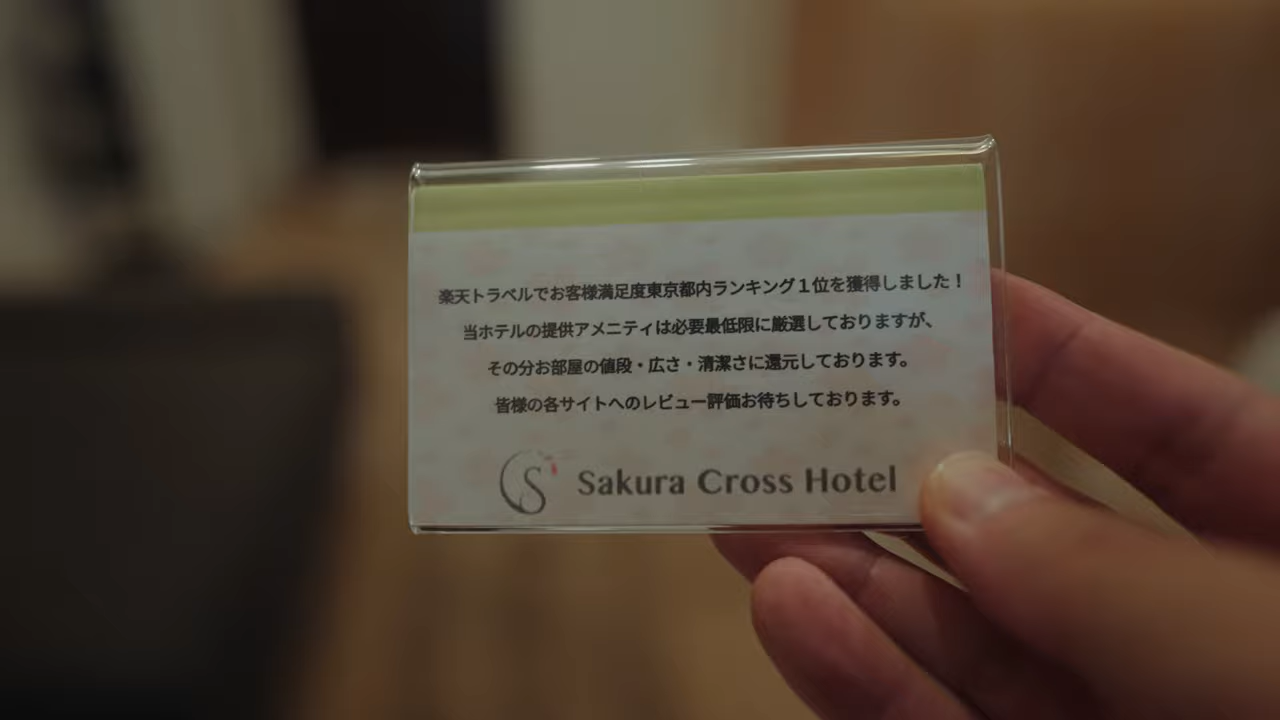 楽天トラベルでお客様満足度東京都内ランキング１位を獲得しました！
当ホテルの提供アメニティは必要最低限に厳選しておりますが、
その分お部屋の値段・広さ・清潔さに還元しております。
皆様の各サイトへのレビュー評価お待ちしております。
S Sakura Cross Hotel